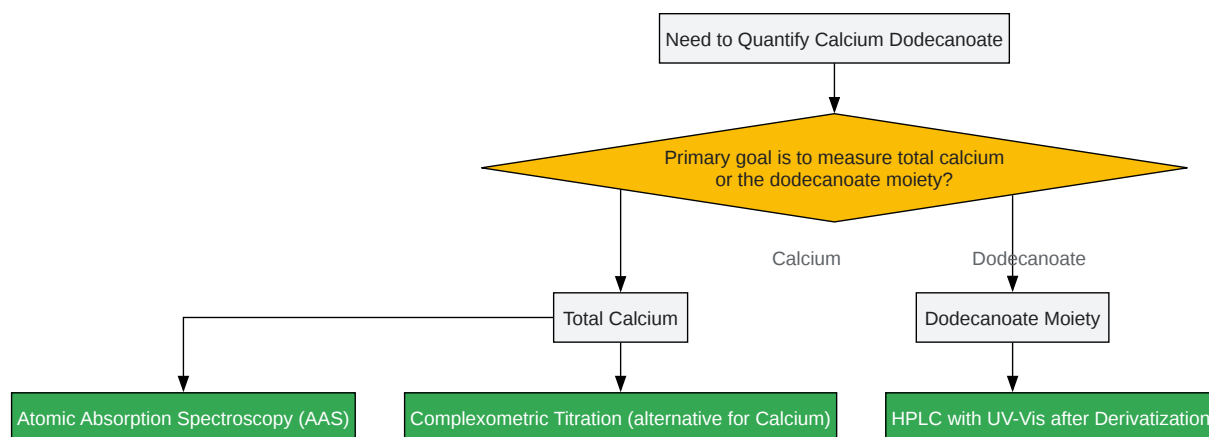 Need to Quantify Calcium Dodecanoate
Primary goal is to measure total calcium
or the dodecanoate moiety?
Calcium
Dodecanoate
Total Calcium
Dodecanoate Moiety
Atomic Absorption Spectroscopy (AAS)
Complexometric Titration (alternative for Calcium)
HPLC with UV-Vis after Derivatization